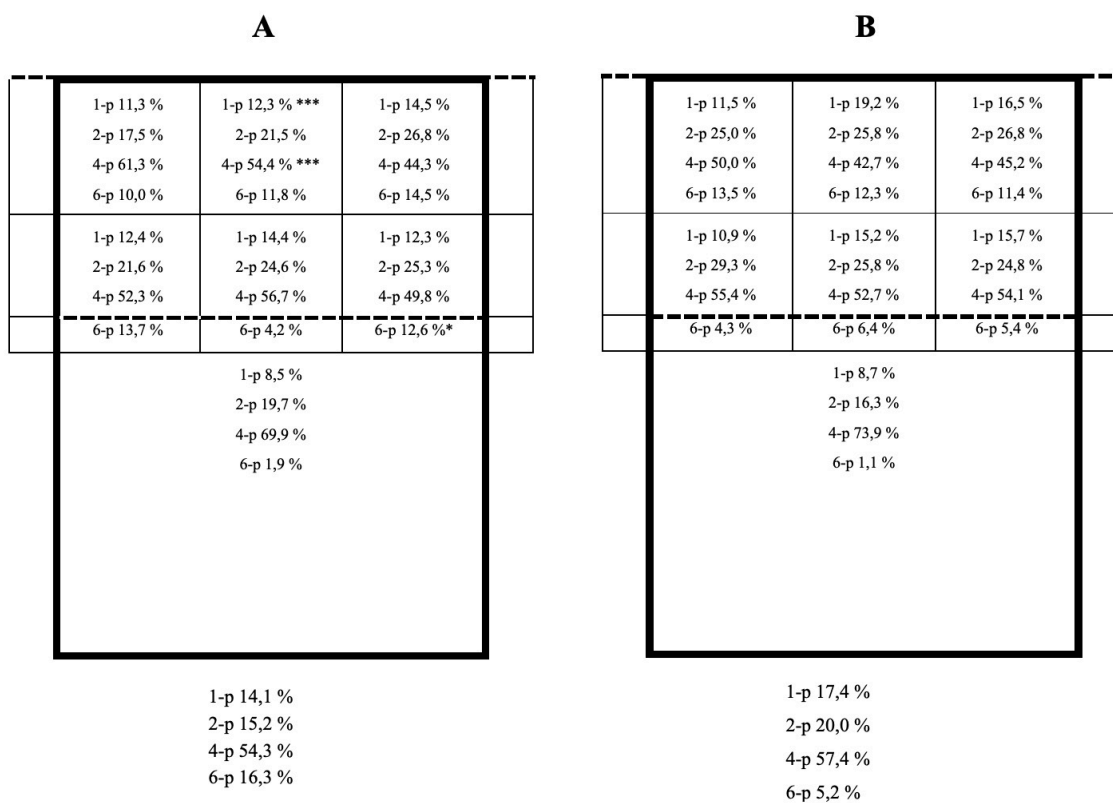 A
B
1-p 11,3 % 1-p 12,3 % *** 1-p 14,5 %
2-p 17,5 % 2-p 21,5 % 2-p 26,8 %
4-p 61,3 % 4-p 54,4 % *** 4-p 44,3 %
6-p 10,0 % 6-p 11,8 % 6-p 14,5 %
1-p 12,4 % 1-p 14,4 % 1-p 12,3 %
2-p 21,6 % 2-p 24,6 % 2-p 25,3 %
4-p 52,3 % 4-p 56,7 % 4-p 49,8 %
6-p 13,7 % 6-p 4,2 % 6-p 12,6 %*
1-p 8,5 %
2-p 19,7 %
4-p 69,9 %
6-p 1,9 %
1-p 14,1 %
2-p 15,2 %
4-p 54,3 %
6-p 16,3 %
1-p 11,5 % 1-p 19,2 % 1-p 16,5 %
2-p 25,0 % 2-p 25,8 % 2-p 26,8 %
4-p 50,0 % 4-p 42,7 % 4-p 45,2 %
6-p 13,5 % 6-p 12,3 % 6-p 11,4 %
1-p 10,9 % 1-p 15,2 % 1-p 15,7 %
2-p 29,3 % 2-p 25,8 % 2-p 24,8 %
4-p 55,4 % 4-p 52,7 % 4-p 54,1 %
6-p 4,3 % 6-p 6,4 % 6-p 5,4 %
1-p 8,7 %
2-p 16,3 %
4-p 73,9 %
6-p 1,1 %
1-p 17,4 %
2-p 20,0 %
4-p 57,4 %
6-p 5,2 %